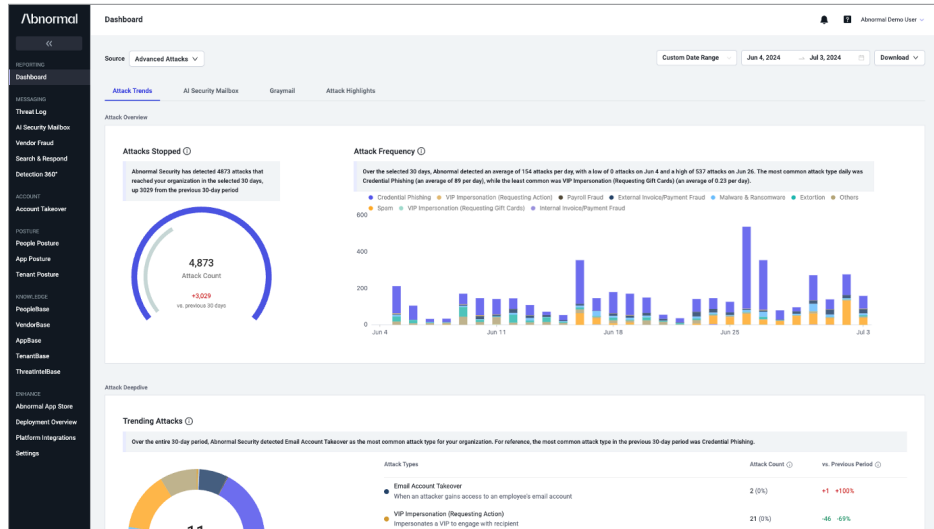 Abnormal
Dashboard
Abnormal Demo User
REPORTING
Dashboard
MESSAGING
Threat Log
AI Security Mailbox
Vendor Fraud
Search & Respond
Detection 360°
ACCOUNT
Account Takeover
POSTURE
People Posture
App Posture
Tenant Posture
KNOWLEDGE
PeopleBase
VendorBase
AppBase
TenantBase
ThreatIntelBase
ENHANCE
Abnormal App Store
Deployment Overview
Platform Integrations
Settings
Source Advanced Attacks
Custom Date Range Jun 4, 2024 Jul 3, 2024 Download
Attack Trends AI Security Mailbox Graymail Attack Highlights
Attack Overview
Attacks Stopped
Abnormal Security has detected 4873 attacks that
reached your organization in the selected 30 days,
up 3029 from the previous 30-day period
4,873
Attack Count
+3,029
vs. previous 30 days
Attack Frequency
Over the selected 30 days, Abnormal detected an average of 154 attacks per day, with a low of 0 attacks on Jun 4 and a high of 537 attacks on Jun 26. The most common attack type daily was
Credential Phishing (an average of 89 per day), while the least common was VIP Impersonation (Requesting Gift Cards) (an average of 0.23 per day).
Credential Phishing VIP Impersonation (Requesting Action) Payroll Fraud External Invoice/Payment Fraud Malware & Ransomware Extortion Others
Spam VIP Impersonation (Requesting Gift Cards) Internal Invoice/Payment Fraud
600
400
200
0
Jun 4 Jun 11 Jun 18 Jun 25 Jul 3
Attack Deepdive
Trending Attacks
Over the entire 30-day period, Abnormal Security detected Email Account Takeover as the most common attack type for your organization. For reference, the most common attack type in the previous 30-day period was Credential Phishing.
Attack Types Attack Count vs. Previous Period
Email Account Takeover
When an attacker gains access to an employee's email account
2 (0%) +1 +100%
VIP Impersonation (Requesting Action)
Impersonates a VIP to engage with recipient
21 (0%) -46 -69%
11